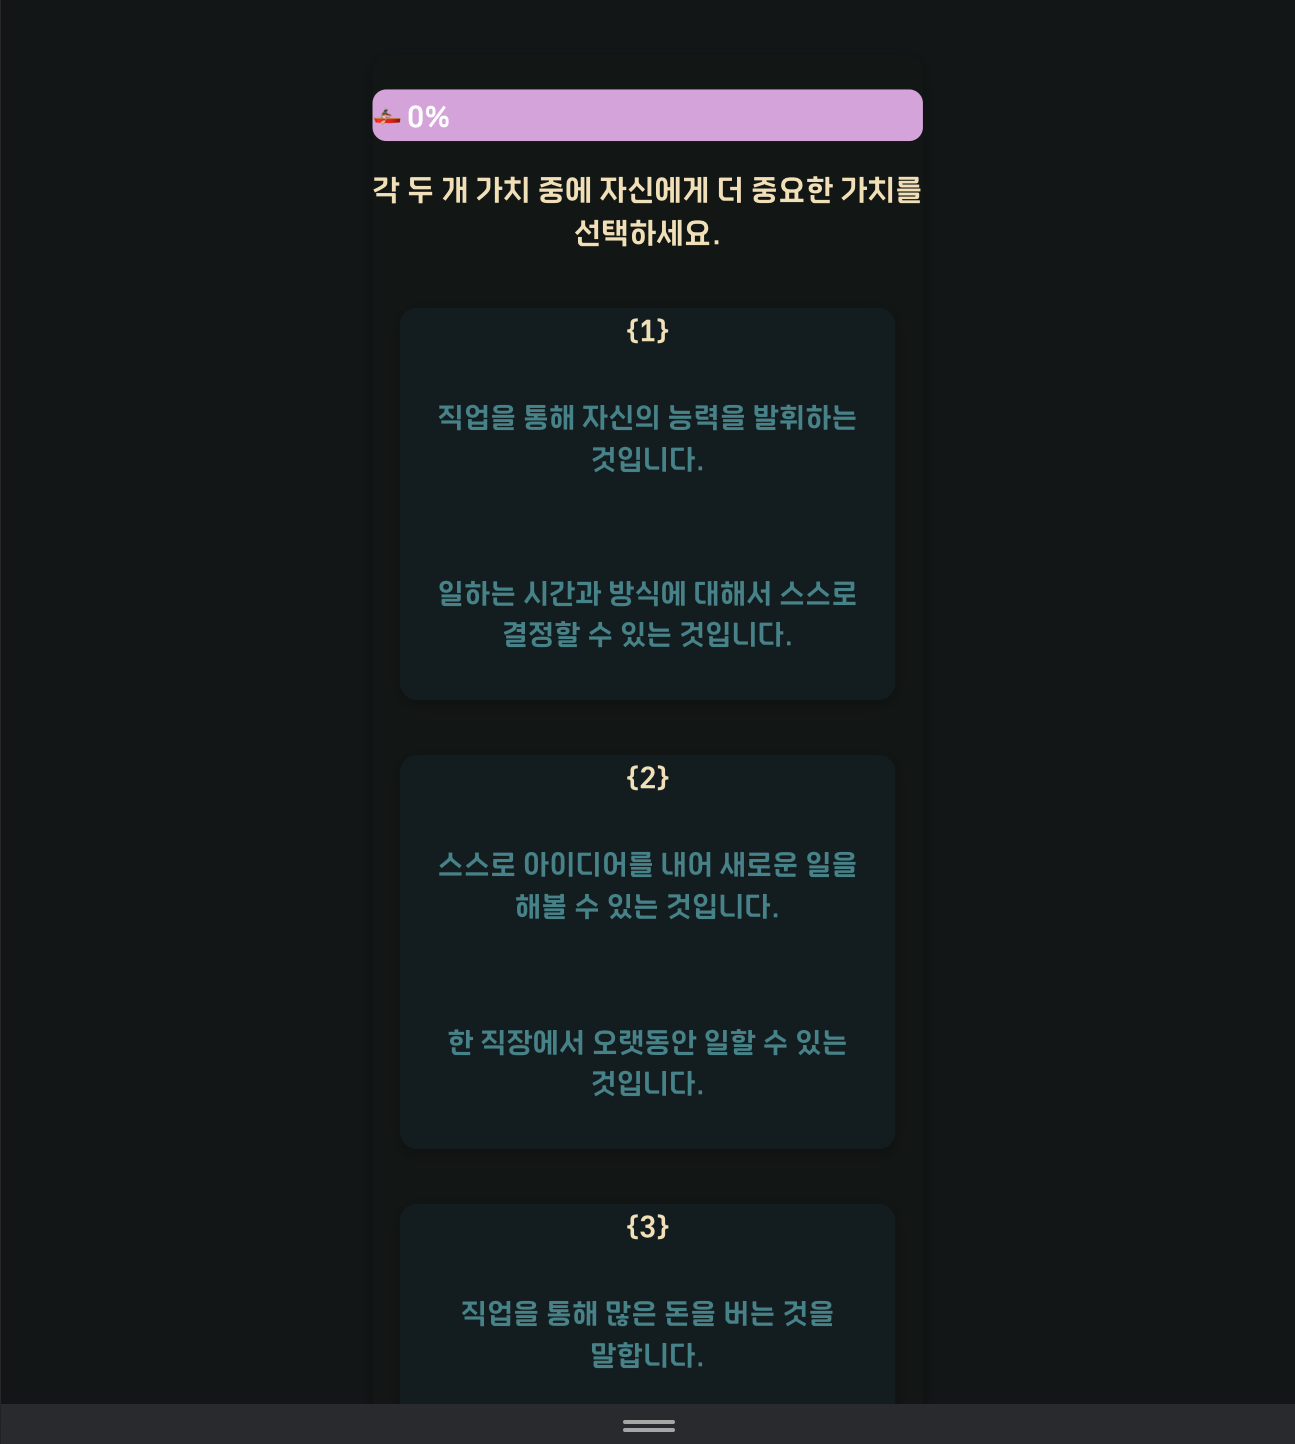 0%
각 두 개 가치 중에 자신에게 더 중요한 가치를
선택하세요.
{1}
직업을 통해 자신의 능력을 발휘하는
것입니다.
일하는 시간과 방식에 대해서 스스로
결정할 수 있는 것입니다.
{2}
스스로 아이디어를 내어 새로운 일을
해볼 수 있는 것입니다.
한 직장에서 오랫동안 일할 수 있는
것입니다.
{3}
직업을 통해 많은 돈을 버는 것을
말합니다.